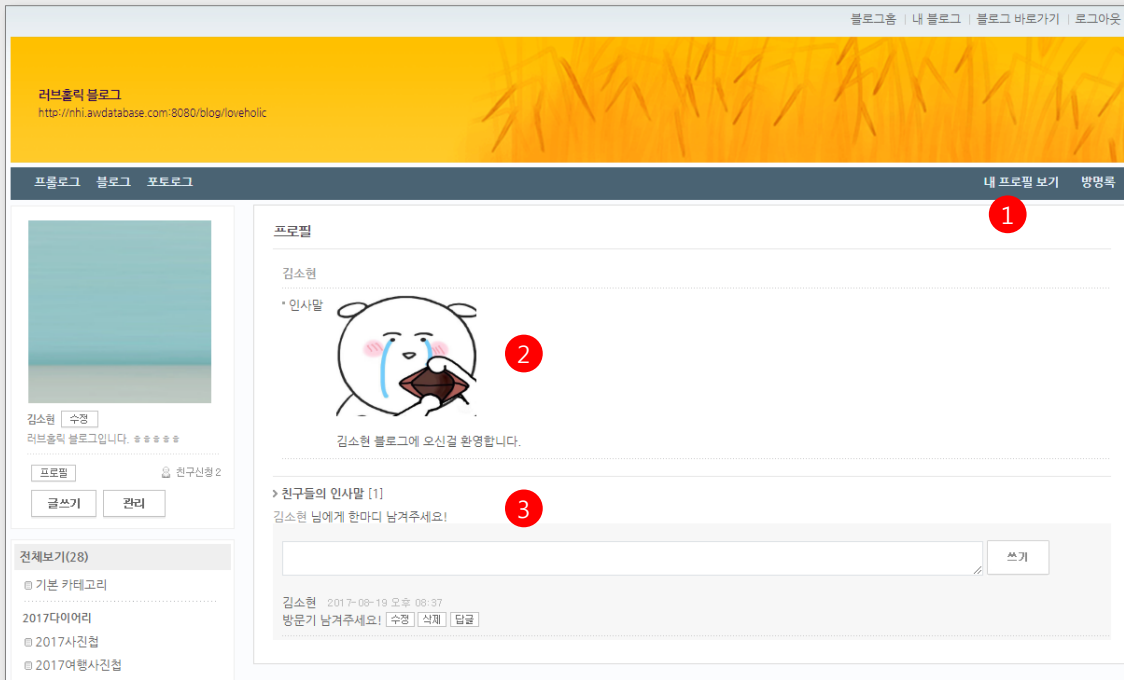 블로그홈 | 내 블로그 | 블로그 바로가기 | 로그아웃
러브홀릭 블로그
http://nhi.awdatabase.com:8080/blog/loveholic
프롤로그 블로그 포토로그
내 프로필 보기 방명록
1
프로필
김소현
인사말
2
김소현 블로그에 오신걸 환영합니다.
김소현 수정
러브홀릭 블로그입니다. ㅎㅎㅎㅎㅎ
프로필 친구신청 2
글쓰기 관리
친구들의 인사말 [1]
3
김소현 님에게 한마디 남겨주세요!
쓰기
김소현 2017-08-19 오후 08:37
방문기 남겨주세요! 수정 삭제 답글
전체보기(28)
기본 카테고리
2017다이어리
2017사진첩
2017여행사진첩